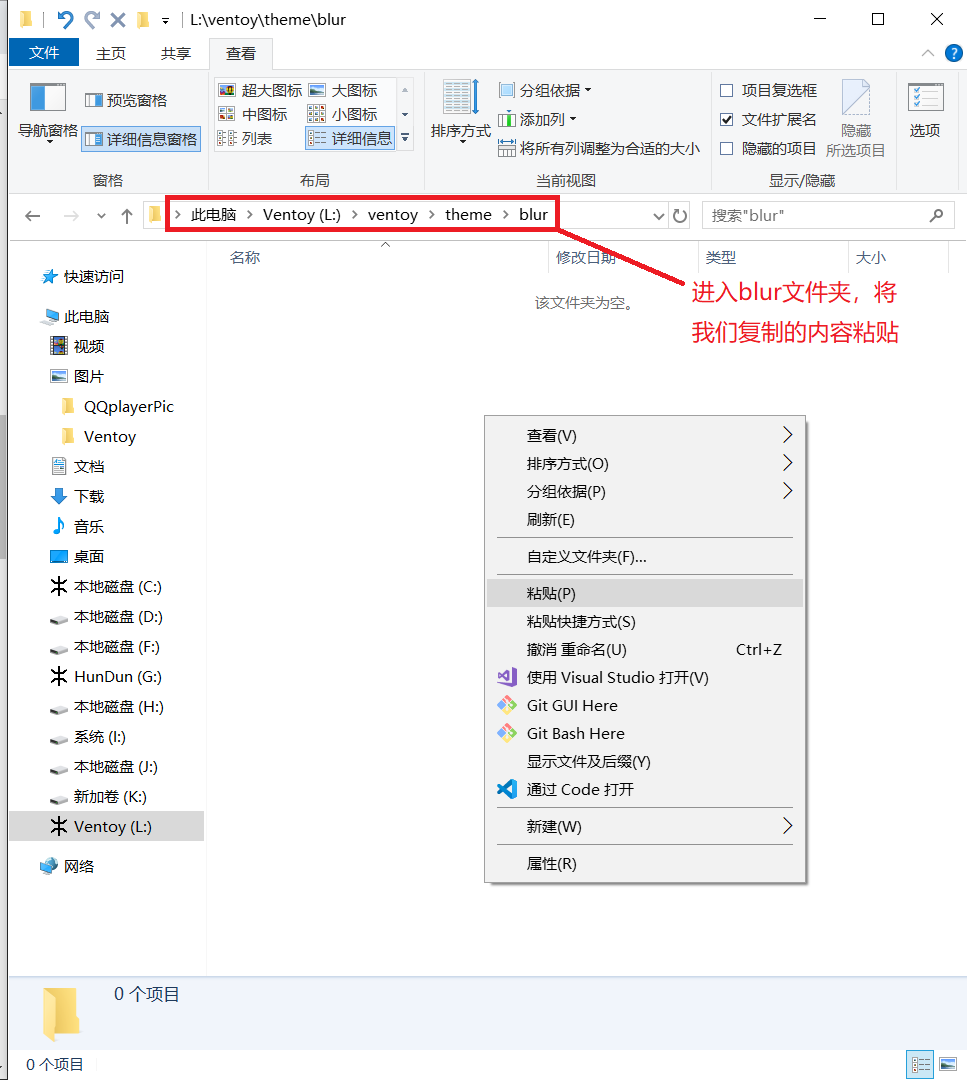 L:\ventoy\theme\blur
文件 主页 共享 查看
导航窗格
预览窗格
详细信息窗格
窗格
超大图标 大图标
中图标 小图标
列表 详细信息
布局
排序方式
分组依据
添加列
将所有列调整为合适的大小
当前视图
项目复选框
文件扩展名
隐藏的项目
隐藏
所选项目
显示/隐藏
选项
此电脑 Ventoy (L:) ventoy theme blur
搜索"blur"
名称 修改日期 类型 大小
该文件夹为空。
进入blur文件夹，将
我们复制的内容粘贴
快速访问
此电脑
视频
图片
QQplayerPic
Ventoy
文档
下载
音乐
桌面
本地磁盘 (C:)
本地磁盘 (D:)
本地磁盘 (F:)
HunDun (G:)
本地磁盘 (H:)
系统 (I:)
本地磁盘 (J:)
新加卷 (K:)
Ventoy (L:)
网络
查看(V)
排序方式(O)
分组依据(P)
刷新(E)
自定义文件夹(F)...
粘贴(P)
粘贴快捷方式(S)
撤消 重命名(U) Ctrl+Z
使用 Visual Studio 打开(V)
Git GUI Here
Git Bash Here
显示文件及后缀(Y)
通过 Code 打开
新建(W)
属性(R)
0 个项目
0 个项目